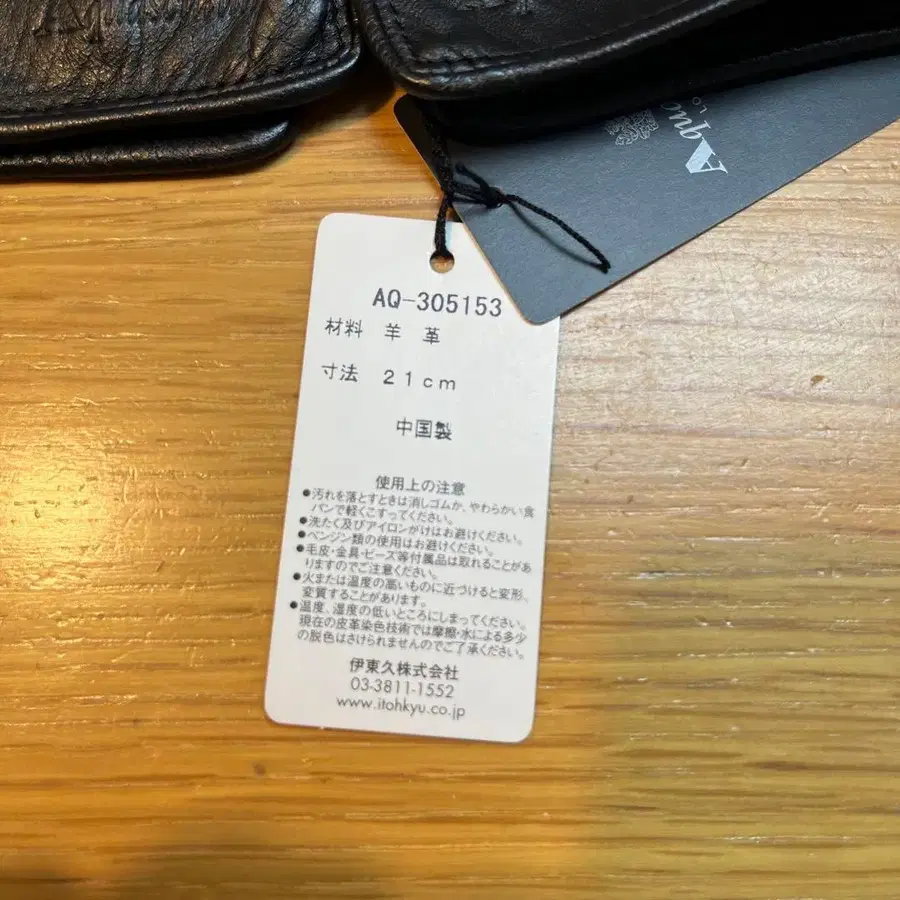 AQ-305153
材料 羊 革
寸法 21cm
中国製
使用上の注意
●汚れを落とすときは消しゴムか、やわらかい食
パンで軽くこすってください。
●洗たく及びアイロンがけはお避けください。
●ベンジン類の使用はお避けください。
●毛皮・金具・ビーズ等付属品は取れることがあ
りますのでご注意ください。
●火または温度の高いものに近づけると変形、
変質することがあります。
●温度、湿度の低いところにしまってください。
現在の皮革染色技術では摩擦・水による多少
の脱色はさけられませんのでご了承ください。
伊東久株式会社
03-3811-1552
www.itohkyu.co.jp